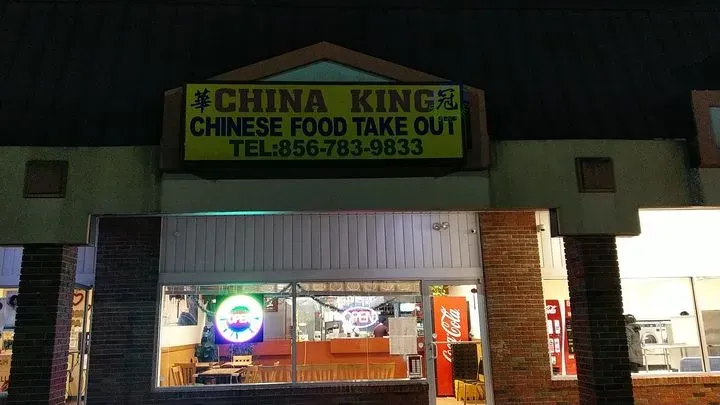 華 CHINA KING 冠
CHINESE FOOD TAKE OUT
TEL:856-783-9833
OPEN
OPEN
Coca-Cola